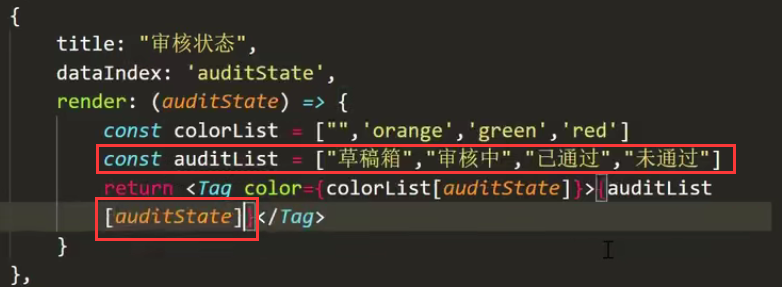 {
title: "审核状态",
dataIndex: 'auditState',
render: (auditState) => {
const colorList = ["",'orange','green','red']
const auditList = ["草稿箱","审核中","已通过","未通过"]
return <Tag color={colorList[auditState]}>{auditList
[auditState]}</Tag>
}
},